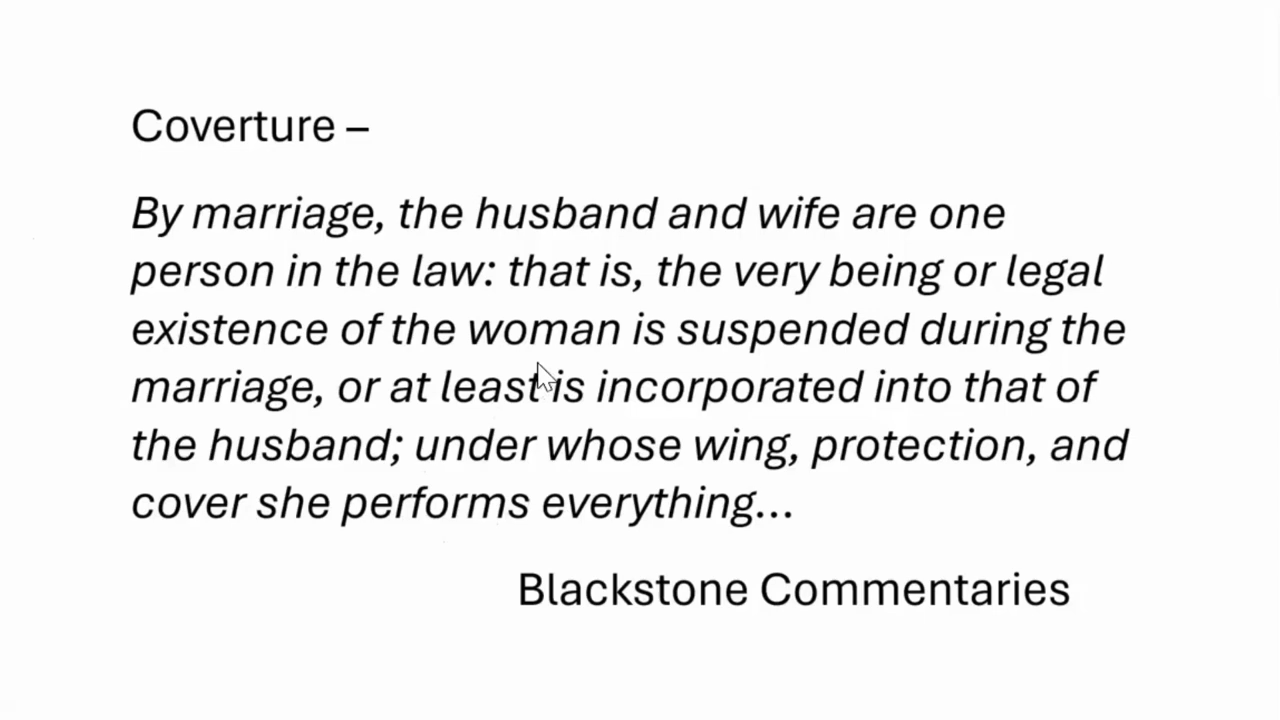 Coverture –
By marriage, the husband and wife are one
person in the law: that is, the very being or legal
existence of the woman is suspended during the
marriage, or at least is incorporated into that of
the husband; under whose wing, protection, and
cover she performs everything...
Blackstone Commentaries